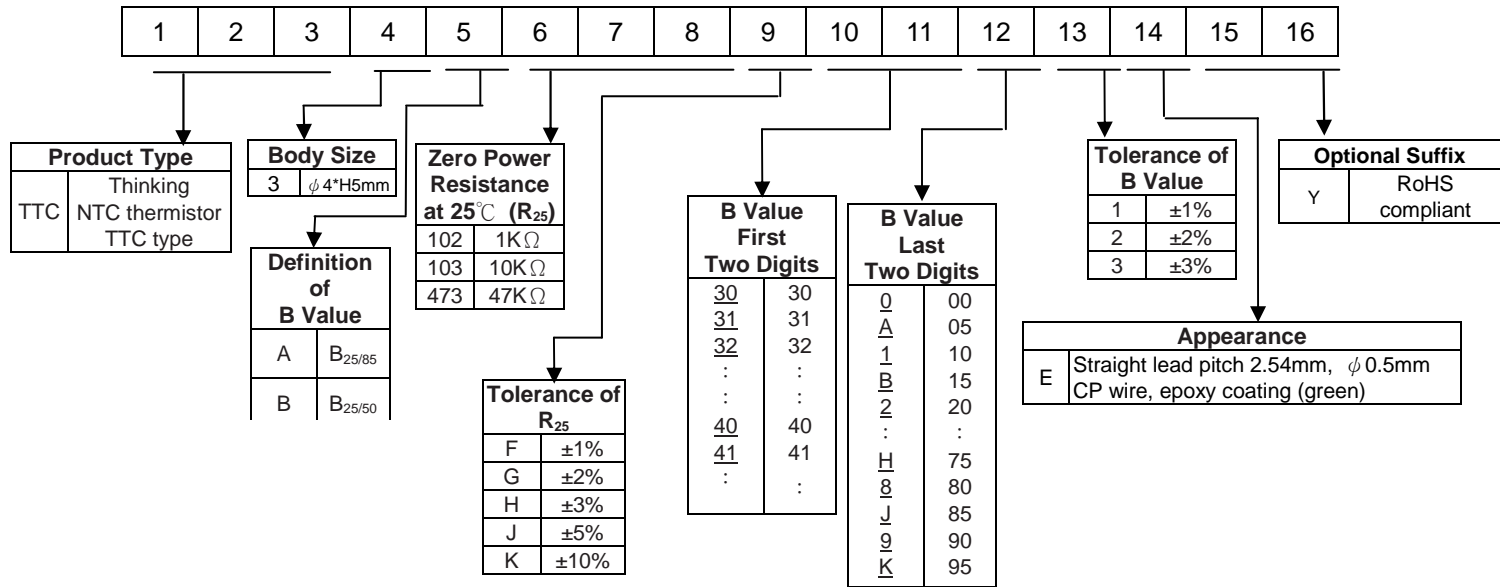 1 2 3 4 5 6 7 8 9 10 11 12 13 14 15 16
Product Type
TTC Thinking
NTC thermistor
TTC type
Body Size
3 ϕ4*H5mm
Definition
of
B Value
A B25/85
B B25/50
Zero Power
Resistance
at 25℃ (R25)
102 1KΩ
103 10KΩ
473 47KΩ
Tolerance of
R25
F ±1%
G ±2%
H ±3%
J ±5%
K ±10%
B Value
First
Two Digits
30 30
31 31
32 32
: :
: :
40 40
41 41
: :
B Value
Last
Two Digits
0 00
A 05
1 10
B 15
2 20
: :
H 75
8 80
J 85
9 90
K 95
Tolerance of
B Value
1 ±1%
2 ±2%
3 ±3%
Appearance
E Straight lead pitch 2.54mm, ϕ0.5mm
CP wire, epoxy coating (green)
Optional Suffix
Y RoHS
compliant